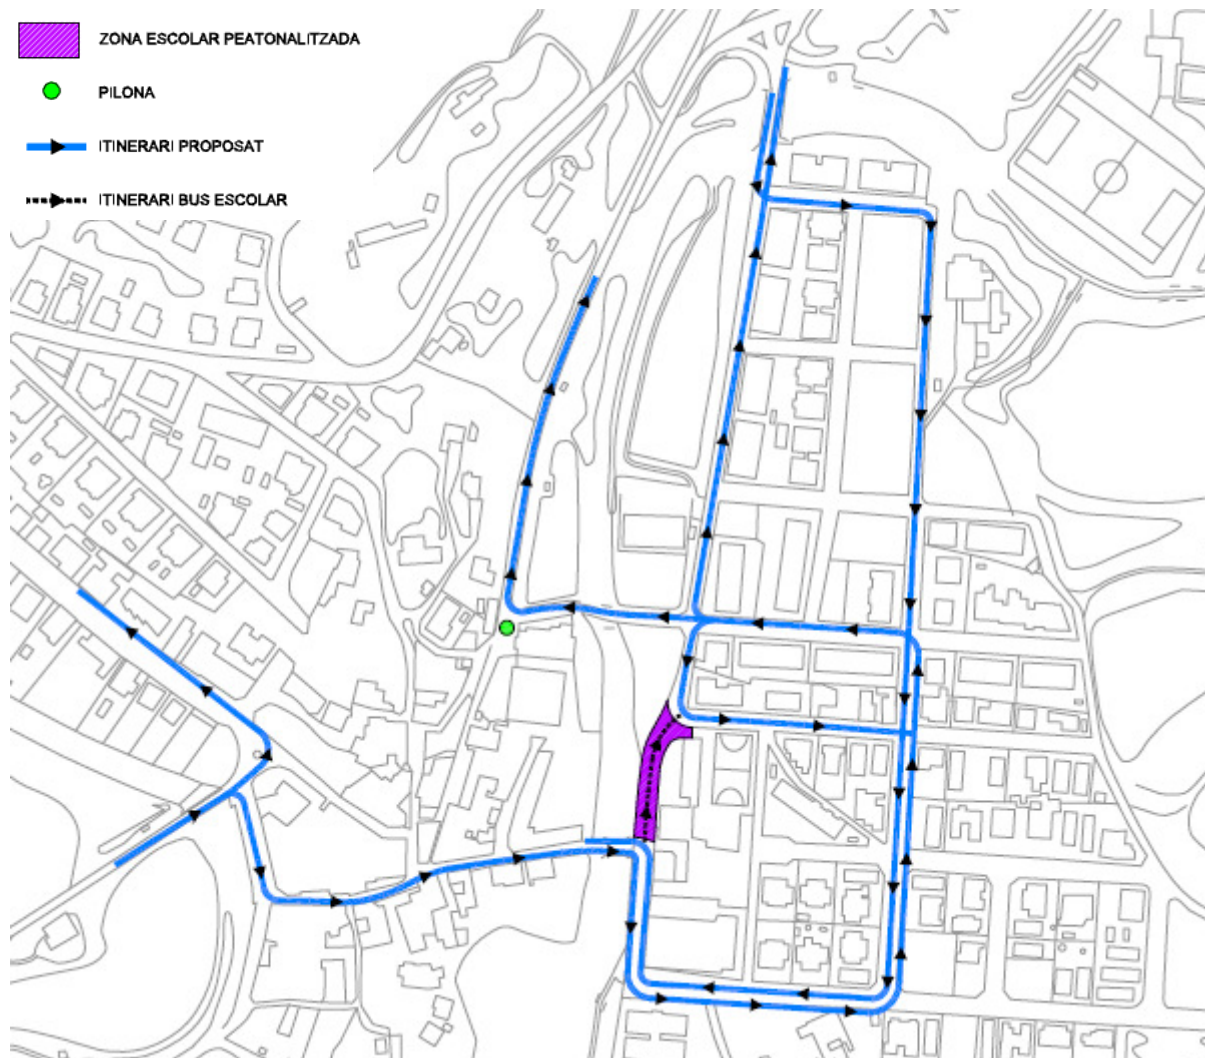 ZONA ESCOLAR PEATONALITZADA
PILONA
ITINERARI PROPOSAT
ITINERARI BUS ESCOLAR